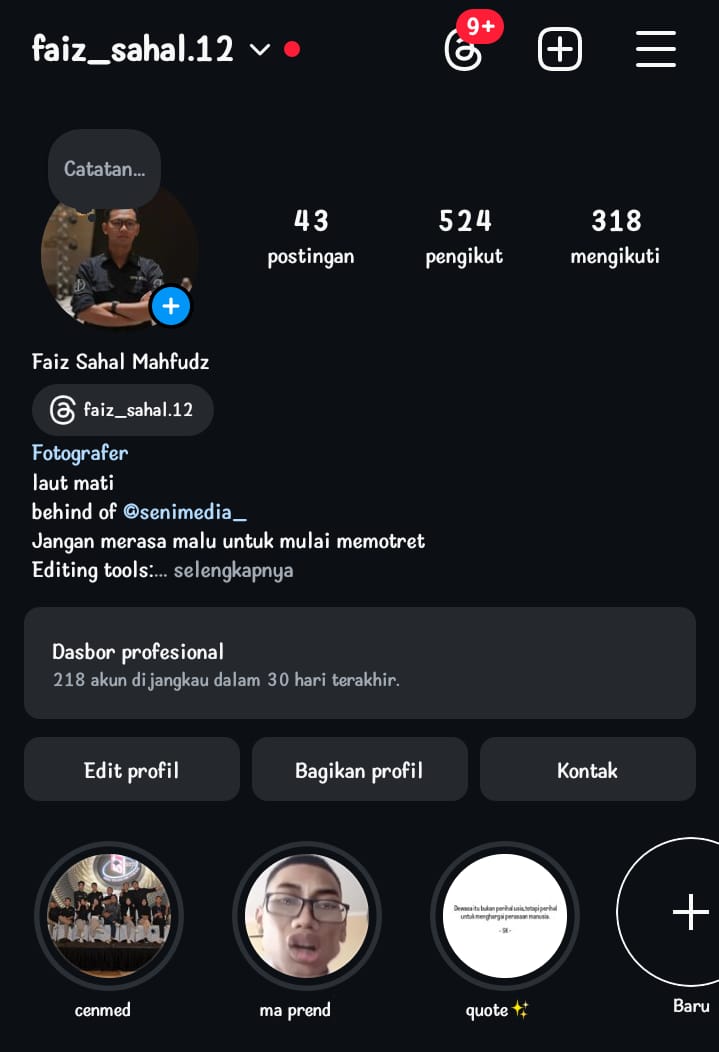 faiz_sahal.12
9+
Catatan...
43
postingan
524
pengikut
318
mengikuti
Faiz Sahal Mahfudz
faiz_sahal.12
Fotografer
laut mati
behind of @senimedia_
Jangan merasa malu untuk mulai memotret
Editing tools:... selengkapnya
Dasbor profesional
218 akun dijangkau dalam 30 hari terakhir.
Edit profil
Bagikan profil
Kontak
Dewasa itu bukan perihal usia,tetapi perihal
untuk menghargai perasaan manusia.
- SR -
cenmed
ma prend
quote✨
Baru